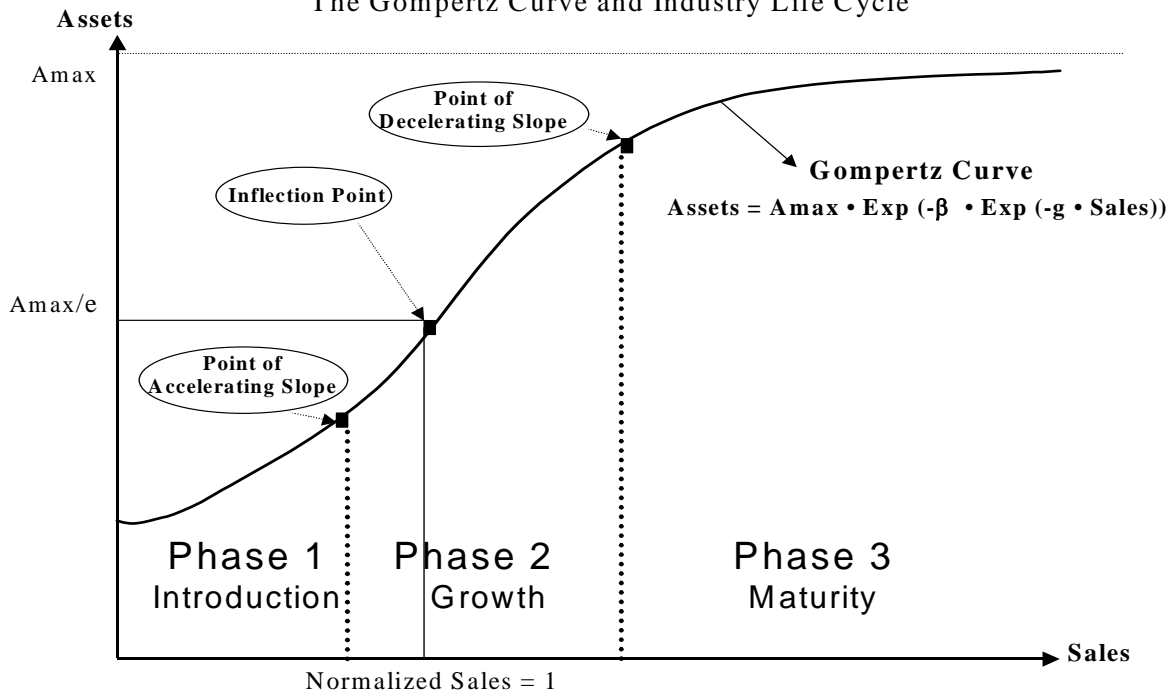 The Gompertz Curve and Industry Life Cycle
Assets
Amax
Point of
Decelerating Slope
Gompertz Curve
Assets = Amax • Exp (-β • Exp (-g • Sales))
Inflection Point
Amax/e
Point of
Accelerating Slope
Phase 1
Introduction
Phase 2
Growth
Phase 3
Maturity
Sales
Normalized Sales = 1